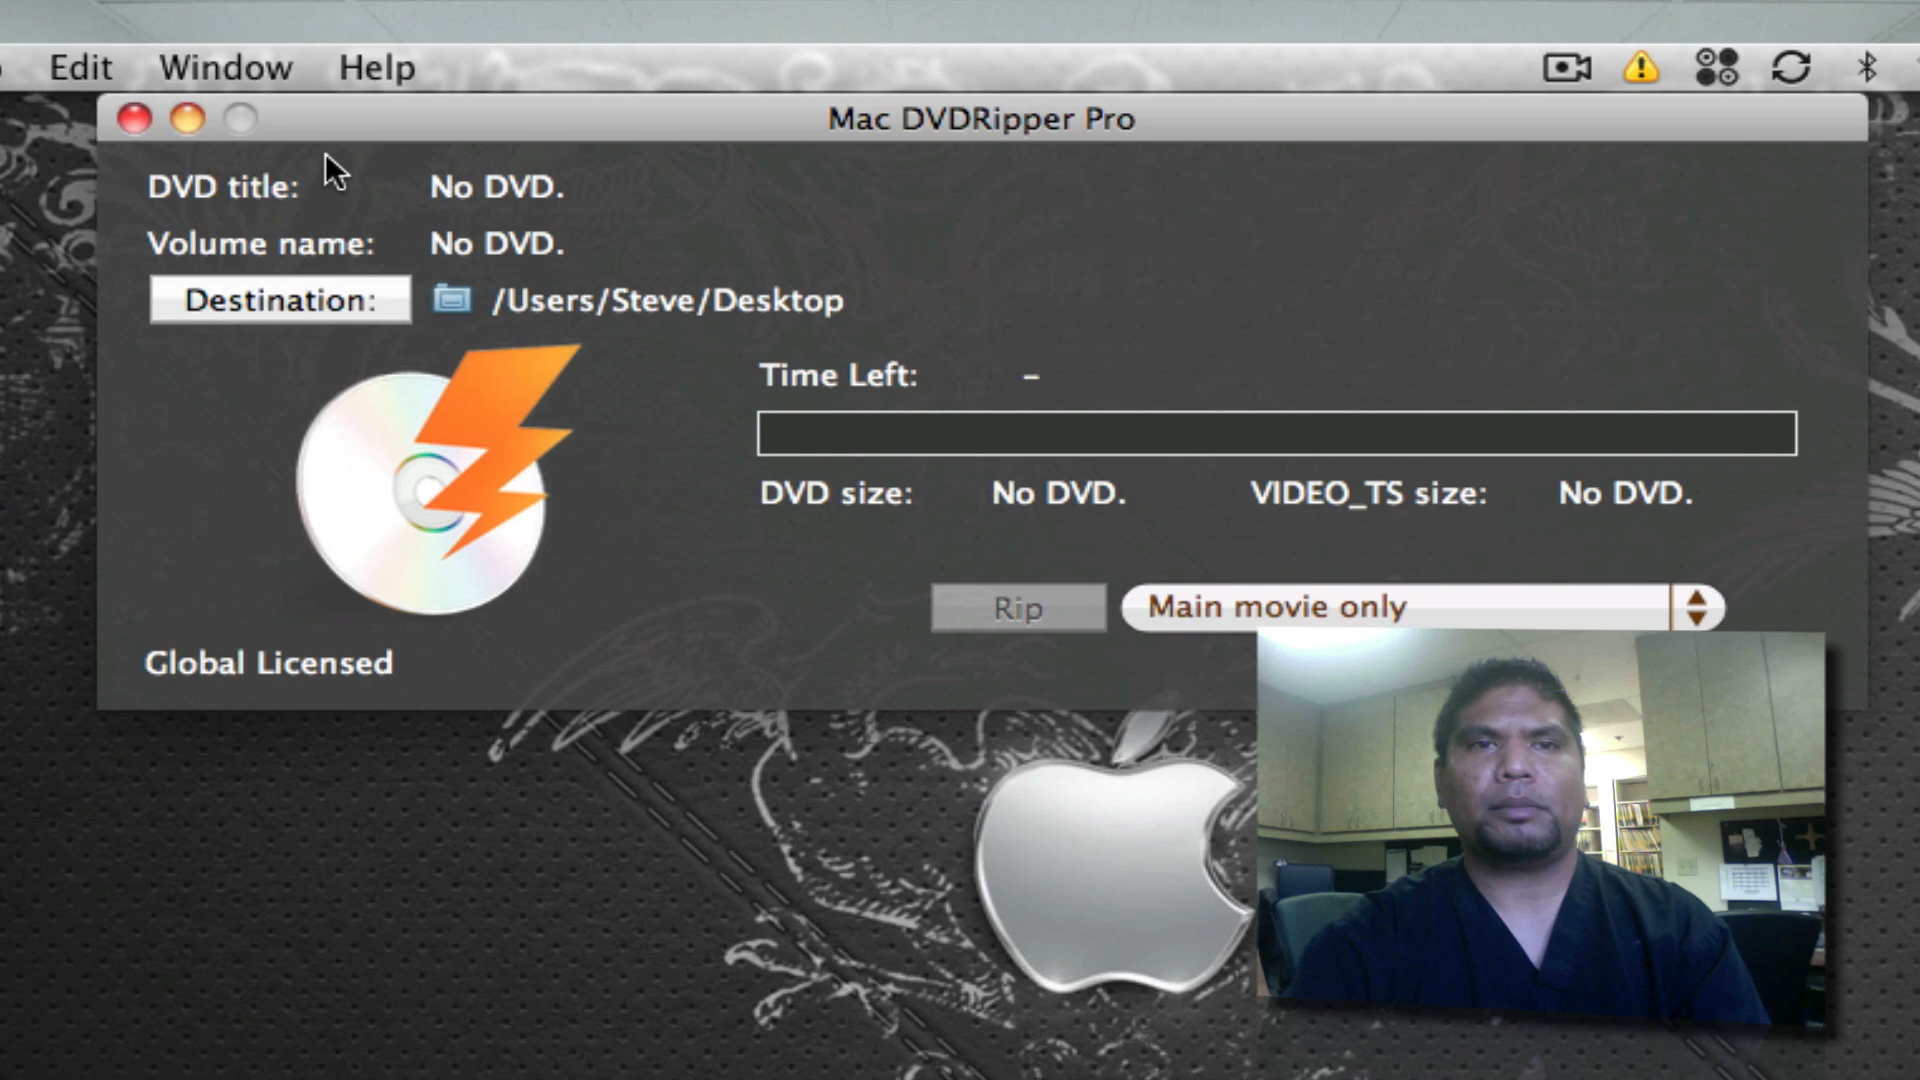 Edit Window Help
Mac DVDRipper Pro
DVD title: No DVD.
Volume name: No DVD.
Destination: /Users/Steve/Desktop
Time Left: –
DVD size: No DVD. VIDEO_TS size: No DVD.
Rip Main movie only
Global Licensed